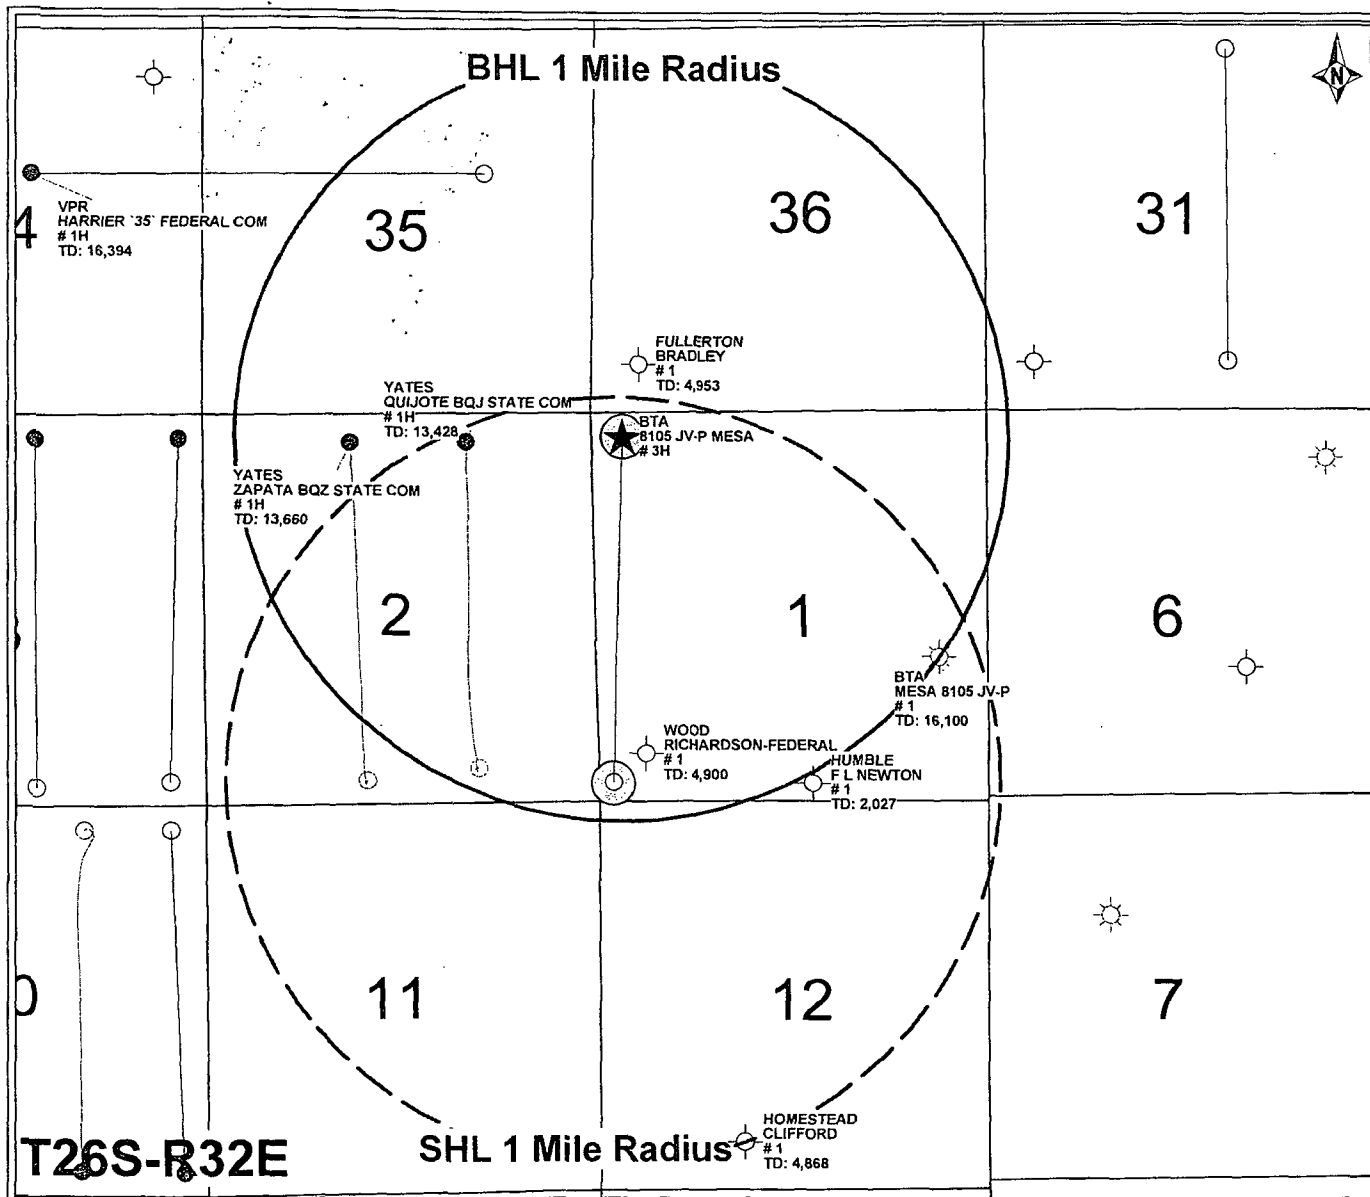 BHL 1 Mile Radius
N
VPR
HARRIER '35' FEDERAL COM
# 1H
TD: 16,394
4
35
36
31
FULLERTON
BRADLEY
# 1
TD: 4,953
YATES
QUIJOTE BQJ STATE COM
# 1H
TD: 13,428
BTA
8105 JV-P MESA
# 3H
YATES
ZAPATA BQZ STATE COM
# 1H
TD: 13,660
2
1
6
BTA
MESA 8105 JV-P
# 1
TD: 16,100
WOOD
RICHARDSON-FEDERAL
# 1
TD: 4,900
HUMBLE
F L NEWTON
# 1
TD: 2,027
0
11
12
7
HOMESTEAD
CLIFFORD
# 1
TD: 4,868
T26S-R32E
SHL 1 Mile Radius